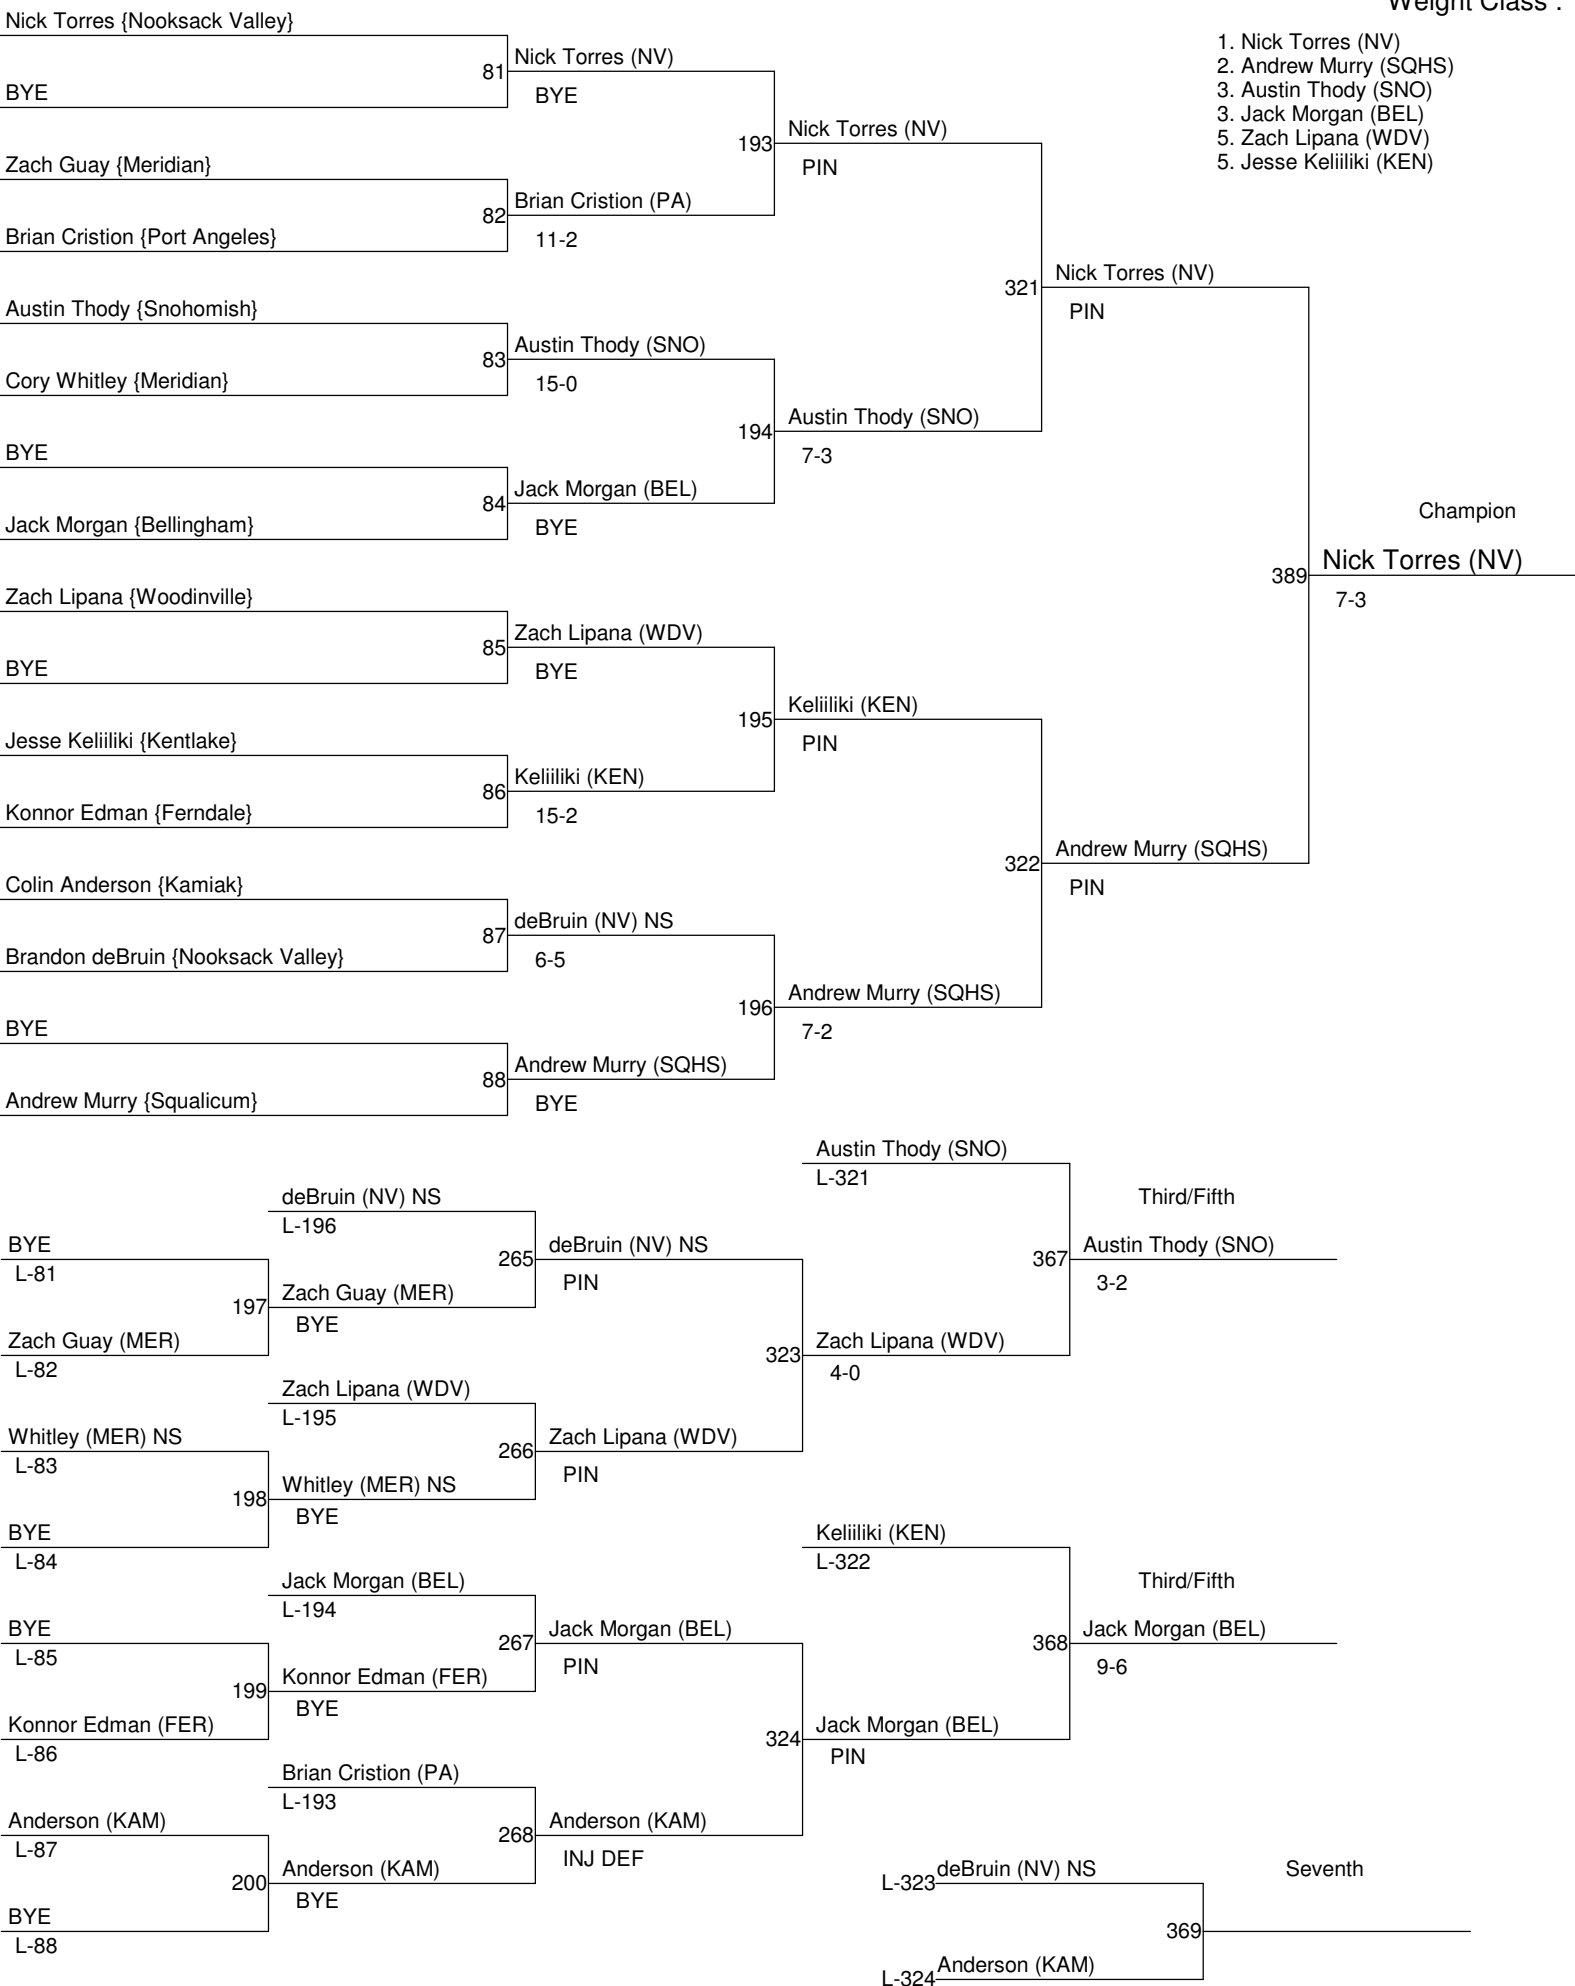 Weight Class :
1. Nick Torres (NV)
2. Andrew Murry (SQHS)
3. Austin Thody (SNO)
3. Jack Morgan (BEL)
5. Zach Lipana (WDV)
5. Jesse Keliiliki (KEN)
Nick Torres {Nooksack Valley}
BYE
Zach Guay {Meridian}
Brian Cristion {Port Angeles}
Austin Thody {Snohomish}
Cory Whitley {Meridian}
BYE
Jack Morgan {Bellingham}
Zach Lipana {Woodinville}
BYE
Jesse Keliiliki {Kentlake}
Konnor Edman {Ferndale}
Colin Anderson {Kamiak}
Brandon deBruin {Nooksack Valley}
BYE
Andrew Murry {Squalicum}
81
Nick Torres (NV)
BYE
82
Brian Cristion (PA)
11-2
83
Austin Thody (SNO)
15-0
84
Jack Morgan (BEL)
BYE
85
Zach Lipana (WDV)
BYE
86
Keliiliki (KEN)
15-2
87
deBruin (NV) NS
6-5
88
Andrew Murry (SQHS)
BYE
193
Nick Torres (NV)
PIN
194
Austin Thody (SNO)
7-3
195
Keliiliki (KEN)
PIN
196
Andrew Murry (SQHS)
7-2
321
Nick Torres (NV)
PIN
322
Andrew Murry (SQHS)
PIN
Champion
389
Nick Torres (NV)
7-3
BYE
L-81
Zach Guay (MER)
L-82
Whitley (MER) NS
L-83
BYE
L-84
BYE
L-85
Konnor Edman (FER)
L-86
Anderson (KAM)
L-87
BYE
L-88
deBruin (NV) NS
L-196
197
Zach Guay (MER)
BYE
Zach Lipana (WDV)
L-195
198
Whitley (MER) NS
BYE
Jack Morgan (BEL)
L-194
199
Konnor Edman (FER)
BYE
Brian Cristion (PA)
L-193
200
Anderson (KAM)
BYE
265
deBruin (NV) NS
PIN
266
Zach Lipana (WDV)
PIN
267
Jack Morgan (BEL)
PIN
268
Anderson (KAM)
INJ DEF
Austin Thody (SNO)
L-321
323
Zach Lipana (WDV)
4-0
Keliiliki (KEN)
L-322
324
Jack Morgan (BEL)
PIN
Third/Fifth
367
Austin Thody (SNO)
3-2
Third/Fifth
368
Jack Morgan (BEL)
9-6
L-323
deBruin (NV) NS
Seventh
369
L-324
Anderson (KAM)